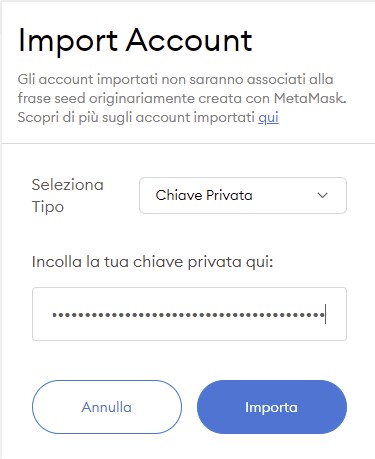 Import Account
Gli account importati non saranno associati alla
frase seed originariamente creata con MetaMask.
Scopri di più sugli account importati qui
Seleziona
Tipo
Chiave Privata
Incolla la tua chiave privata qui:
Annulla
Importa